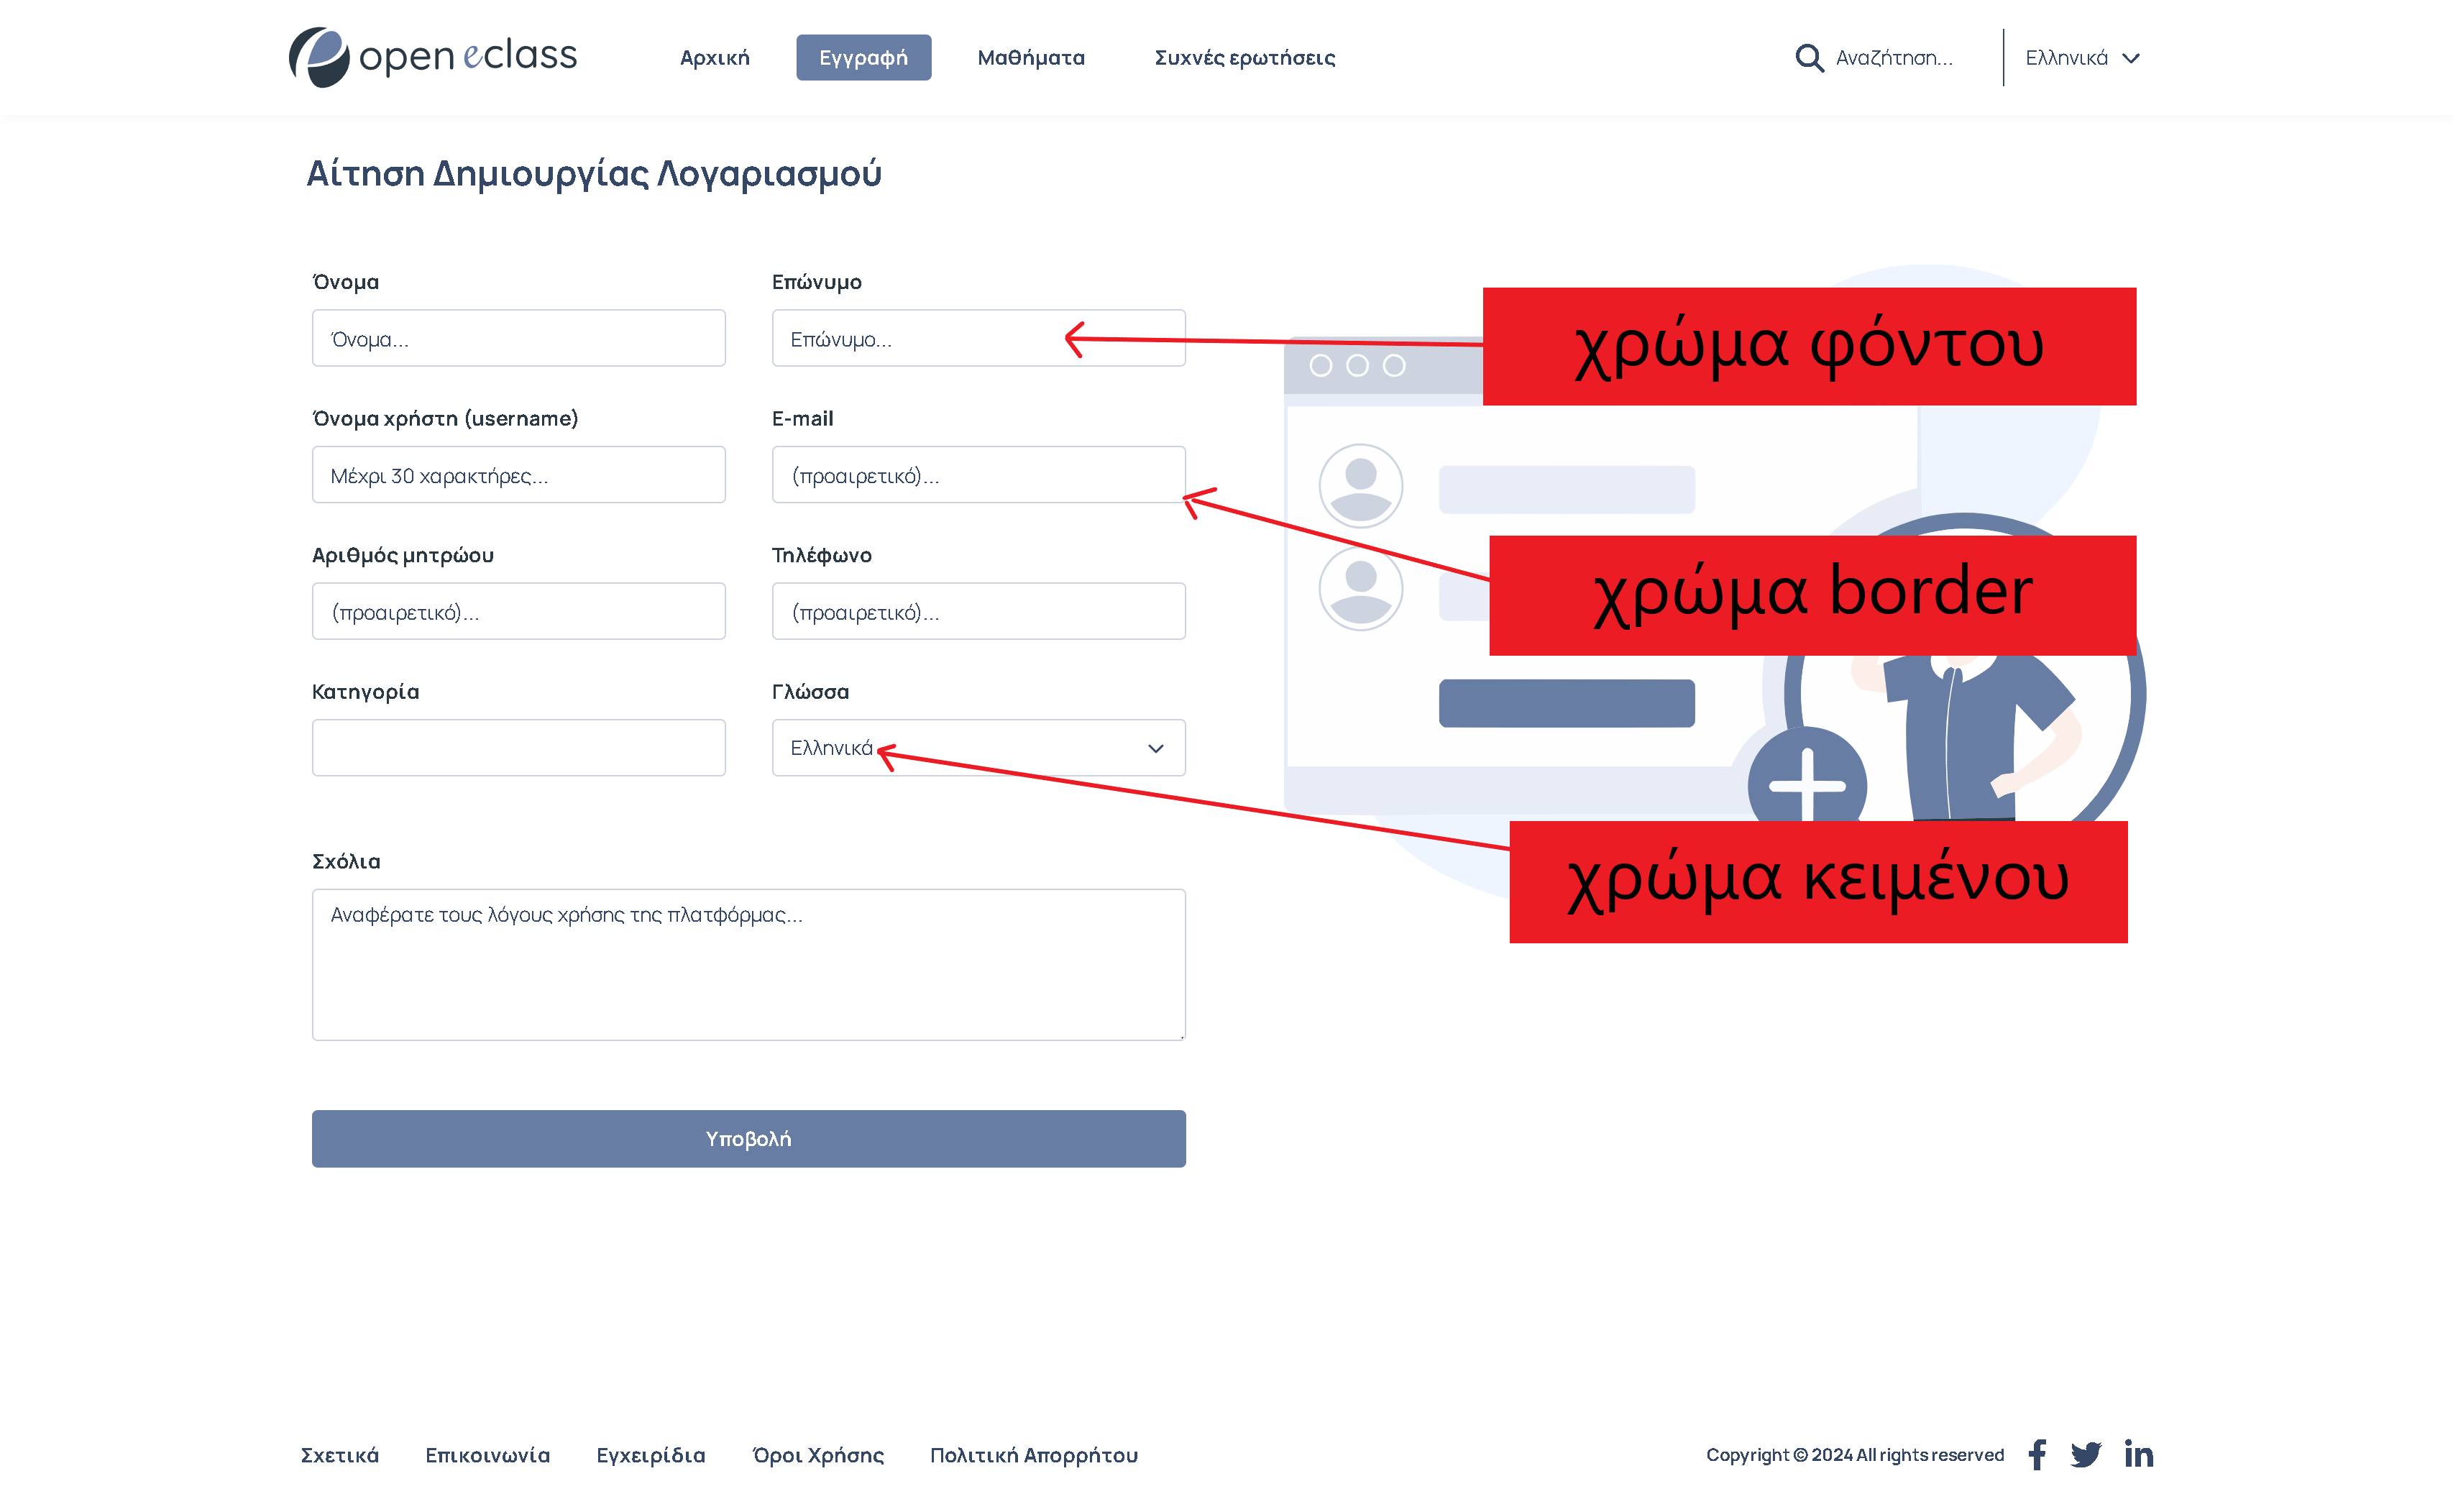 open eclass
Αρχική Εγγραφή Μαθήματα Συχνές ερωτήσεις Αναζήτηση... Ελληνικά
Αίτηση Δημιουργίας Λογαριασμού
Όνομα Επώνυμο
Όνομα... Επώνυμο...
χρώμα φόντου
Όνομα χρήστη (username) E-mail
Μέχρι 30 χαρακτήρες... (προαιρετικό)...
Αριθμός μητρώου Τηλέφωνο
χρώμα border
(προαιρετικό)... (προαιρετικό)...
Κατηγορία Γλώσσα
Ελληνικά
Σχόλια
χρώμα κειμένου
Αναφέρατε τους λόγους χρήσης της πλατφόρμας...
Υποβολή
Σχετικά Επικοινωνία Εγχειρίδια Όροι Χρήσης Πολιτική Απορρήτου Copyright © 2024 All rights reserved